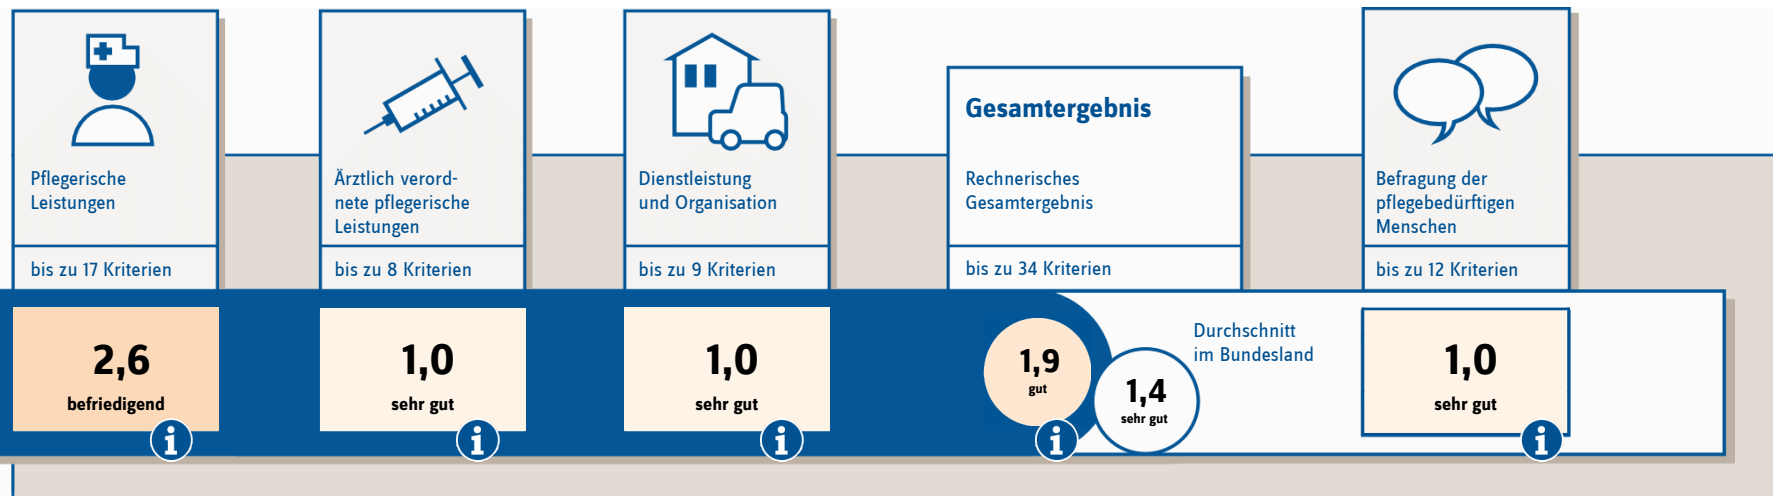 Pflegerische
Leistungen
bis zu 17 Kriterien
2,6
befriedigend
i
Ärztlich verord-
nete pflegerische
Leistungen
bis zu 8 Kriterien
1,0
sehr gut
i
Dienstleistung
und Organisation
bis zu 9 Kriterien
1,0
sehr gut
i
Gesamtergebnis
Rechnerisches
Gesamtergebnis
bis zu 34 Kriterien
1,9
gut
i
1,4
sehr gut
Durchschnitt
im Bundesland
Befragung der
pflegebedürftigen
Menschen
bis zu 12 Kriterien
1,0
sehr gut
i